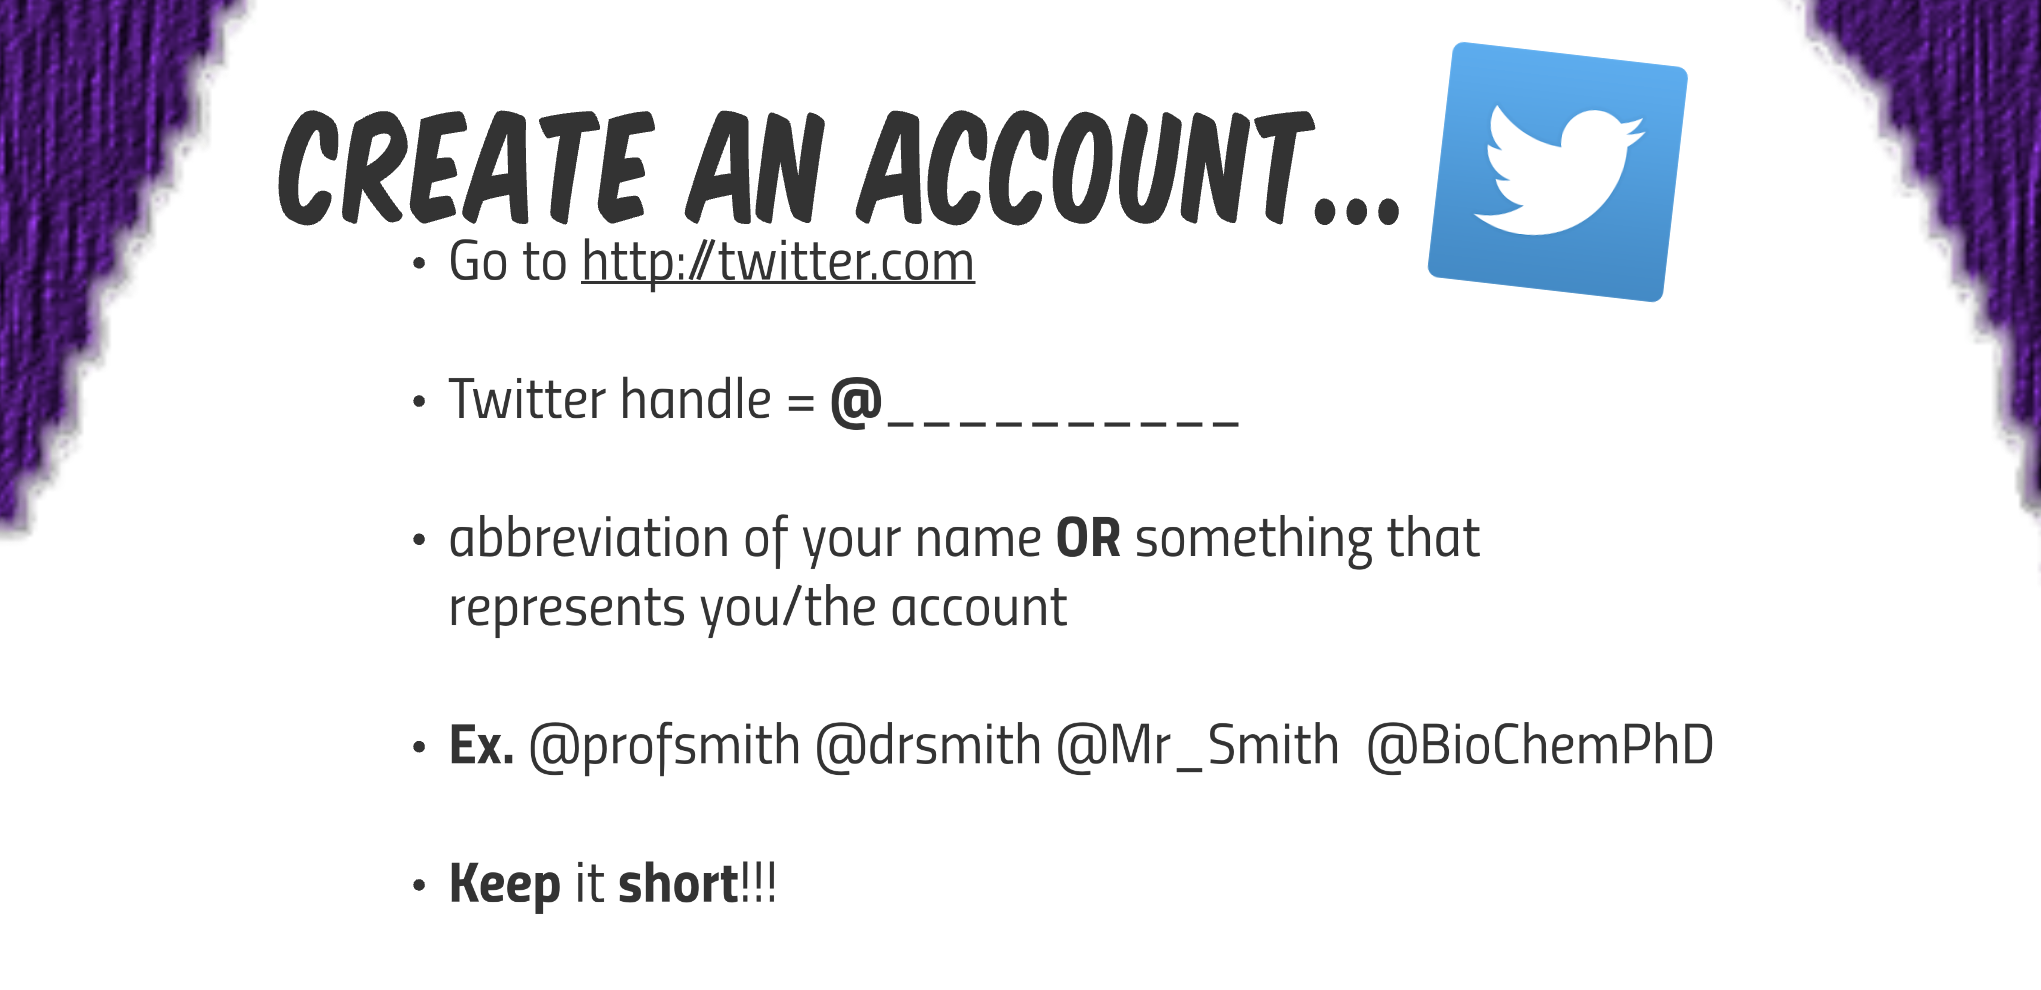 CREATE AN ACCOUNT...
• Go to http://twitter.com
• Twitter handle = @_ _ _ _ _ _ _ _ _ _
• abbreviation of your name OR something that
represents you/the account
• Ex. @profsmith @drsmith @Mr_Smith  @BioChemPhD
• Keep it short!!!